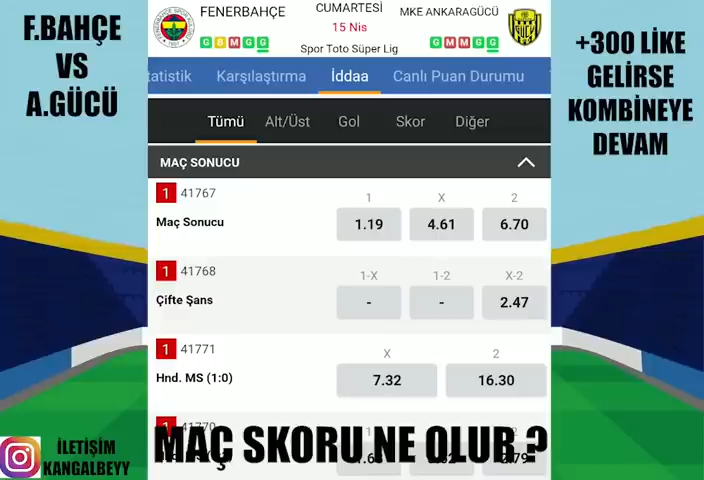 F.BAHÇE
VS
A.GÜCÜ
FENERBAHÇE
G B M G G
CUMARTESİ
15 Nis
Spor Toto Süper Lig
MKE ANKARAGÜCÜ
G M M G G
+300 LİKE
GELİRSE
KOMBİNEYE
DEVAM
tatistik Karşılaştırma İddaa Canlı Puan Durumu
Tümü Alt/Üst Gol Skor Diğer
MAÇ SONUCU
1 41767 1 X 2
Maç Sonucu 1.19 4.61 6.70
1 41768 1-X 1-2 X-2
Çifte Şans - - 2.47
1 41771 X 2
Hnd. MS (1:0) 7.32 16.30
MAÇ SKORU NE OLUR ?
İLETİŞİM
KANGALBEYY